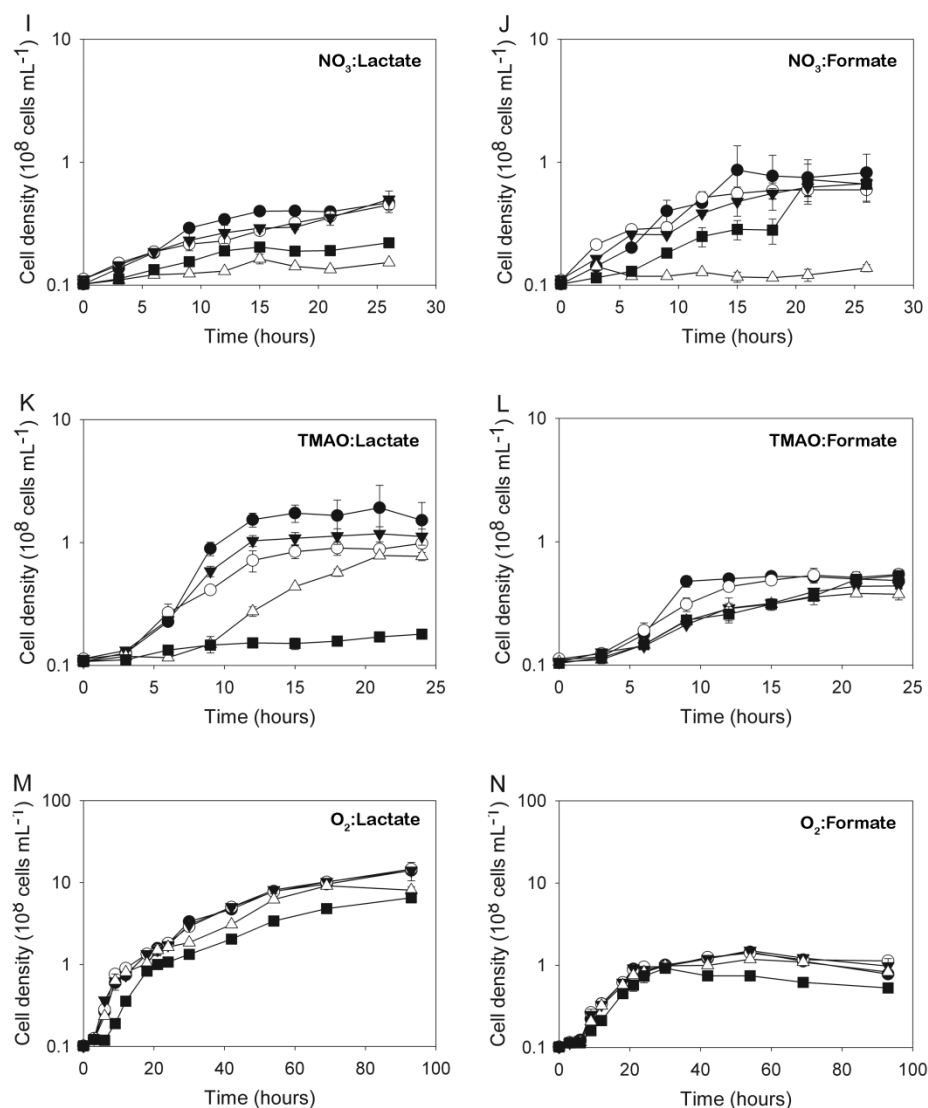 I
NO3:Lactate
Cell density (10^8 cells mL^-1)
10
1
0.1
0 5 10 15 20 25 30
Time (hours)
J
NO3:Formate
Cell density (10^8 cells mL^-1)
10
1
0.1
0 5 10 15 20 25 30
Time (hours)
K
TMAO:Lactate
Cell density (10^8 cells mL^-1)
10
1
0.1
0 5 10 15 20 25
Time (hours)
L
TMAO:Formate
Cell density (10^8 cells mL^-1)
10
1
0.1
0 5 10 15 20 25
Time (hours)
M
O2:Lactate
Cell density (10^8 cells mL^-1)
100
10
1
0.1
0 20 40 60 80 100
Time (hours)
N
O2:Formate
Cell density (10^8 cells mL^-1)
100
10
1
0.1
0 20 40 60 80 100
Time (hours)